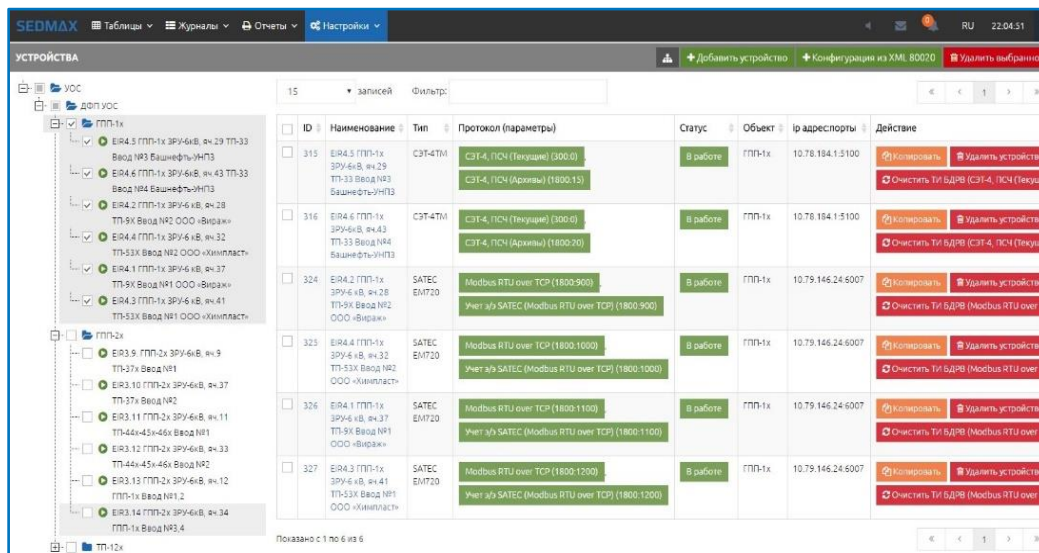 SEDMAX Таблицы Журналы Отчеты Настройки 0 RU 22:04:51
УСТРОЙСТВА Добавить устройство Конфигурация из XML 80020 Удалить выбранно
УОС
ДФП УОС
ГПП-1х
EIR4.5 ГПП-1х ЗРУ-6кВ, яч.29 ТП-33
Ввод №3 Башнефть-УНПЗ
EIR4.6 ГПП-1х ЗРУ-6кВ, яч.43 ТП-33
Ввод №4 Башнефть-УНПЗ
EIR4.2 ГПП-1х ЗРУ-6 кВ, яч.28
ТП-9Х Ввод №2 ООО «Вираж»
EIR4.4 ГПП-1х ЗРУ-6 кВ, яч.32
ТП-53Х Ввод №2 ООО «Химпласт»
EIR4.1 ГПП-1х ЗРУ-6 кВ, яч.37
ТП-9Х Ввод №1 ООО «Вираж»
EIR4.3 ГПП-1х ЗРУ-6 кВ, яч.41
ТП-53Х Ввод №1 ООО «Химпласт»
ГПП-2х
EIR3.9. ГПП-2х ЗРУ-6кВ, яч.9
ТП-37х Ввод №1
EIR3.10 ГПП-2х ЗРУ-6кВ, яч.37
ТП-37х Ввод №2
EIR3.11 ГПП-2х ЗРУ-6кВ, яч.11
ТП-44х-45х-46х Ввод №1
EIR3.12 ГПП-2х ЗРУ-6кВ, яч.33
ТП-44х-45х-46х Ввод №2
EIR3.13 ГПП-2х ЗРУ-6кВ, яч.12
ГПП-1х Ввод №1,2
EIR3.14 ГПП-2х ЗРУ-6кВ, яч.34
ГПП-1х Ввод №3,4
ТП-12х
15 записей Фильтр: « ‹ 1 ›
ID Наименование Тип Протокол (параметры) Статус Объект ip адрес:порты Действие
315 EIR4.5 ГПП-1х СЭТ-4ТМ СЭТ-4, ПСЧ (Текущие) (300:0) , В работе ГПП-1х 10.78.184.1:5100 Копировать Удалить устройств
ЗРУ-6кВ, яч.29
ТП-33 Ввод №3 СЭТ-4, ПСЧ (Архивы) (1800:15) Очистить ТИ БДРВ (СЭТ-4, ПСЧ (Текущ
Башнефть-УНПЗ
316 EIR4.6 ГПП-1х СЭТ-4ТМ СЭТ-4, ПСЧ (Текущие) (300:0) , В работе ГПП-1х 10.78.184.1:5100 Копировать Удалить устройств
ЗРУ-6кВ, яч.43
ТП-33 Ввод №4 СЭТ-4, ПСЧ (Архивы) (1800:20) Очистить ТИ БДРВ (СЭТ-4, ПСЧ (Текущ
Башнефть-УНПЗ
324 EIR4.2 ГПП-1х SATEC Modbus RTU over TCP (1800:900) , В работе ГПП-1х 10.79.146.24:6007 Копировать Удалить устройств
ЗРУ-6 кВ, яч.28 EM720
ТП-9Х Ввод №2 Учет э/э SATEC (Modbus RTU over TCP) (1800:900) Очистить ТИ БДРВ (Modbus RTU over
ООО «Вираж»
325 EIR4.4 ГПП-1х SATEC Modbus RTU over TCP (1800:1000) , В работе ГПП-1х 10.79.146.24:6007 Копировать Удалить устройств
ЗРУ-6 кВ, яч.32 EM720
ТП-53Х Ввод №2 Учет э/э SATEC (Modbus RTU over TCP) (1800:1000) Очистить ТИ БДРВ (Modbus RTU over
ООО «Химпласт»
326 EIR4.1 ГПП-1х SATEC Modbus RTU over TCP (1800:1100) , В работе ГПП-1х 10.79.146.24:6007 Копировать Удалить устройств
ЗРУ-6 кВ, яч.37 EM720
ТП-9Х Ввод №1 Учет э/э SATEC (Modbus RTU over TCP) (1800:1100) Очистить ТИ БДРВ (Modbus RTU over
ООО «Вираж»
327 EIR4.3 ГПП-1х SATEC Modbus RTU over TCP (1800:1200) , В работе ГПП-1х 10.79.146.24:6007 Копировать Удалить устройств
ЗРУ-6 кВ, яч.41 EM720
ТП-53Х Ввод №1 Учет э/э SATEC (Modbus RTU over TCP) (1800:1200) Очистить ТИ БДРВ (Modbus RTU over
ООО «Химпласт»
Показано с 1 по 6 из 6 « ‹ 1 ›